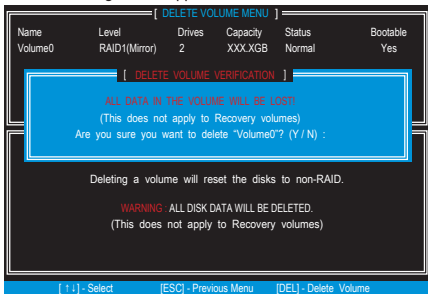 [ DELETE VOLUME MENU ]
Name Level Drives Capacity Status Bootable
Volume0 RAID1(Mirror) 2 XXX.XGB Normal Yes
[ DELETE VOLUME VERIFICATION ]
ALL DATA IN THE VOLUME WILL BE LOST!
(This does not apply to Recovery volumes)
Are you sure you want to delete “Volume0”? (Y / N) :
Deleting a volume will reset the disks to non-RAID.
WARNING : ALL DISK DATA WILL BE DELETED.
(This does not apply to Recovery volumes)
[ ↑↓] - Select [ESC] - Previous Menu [DEL] - Delete Volume